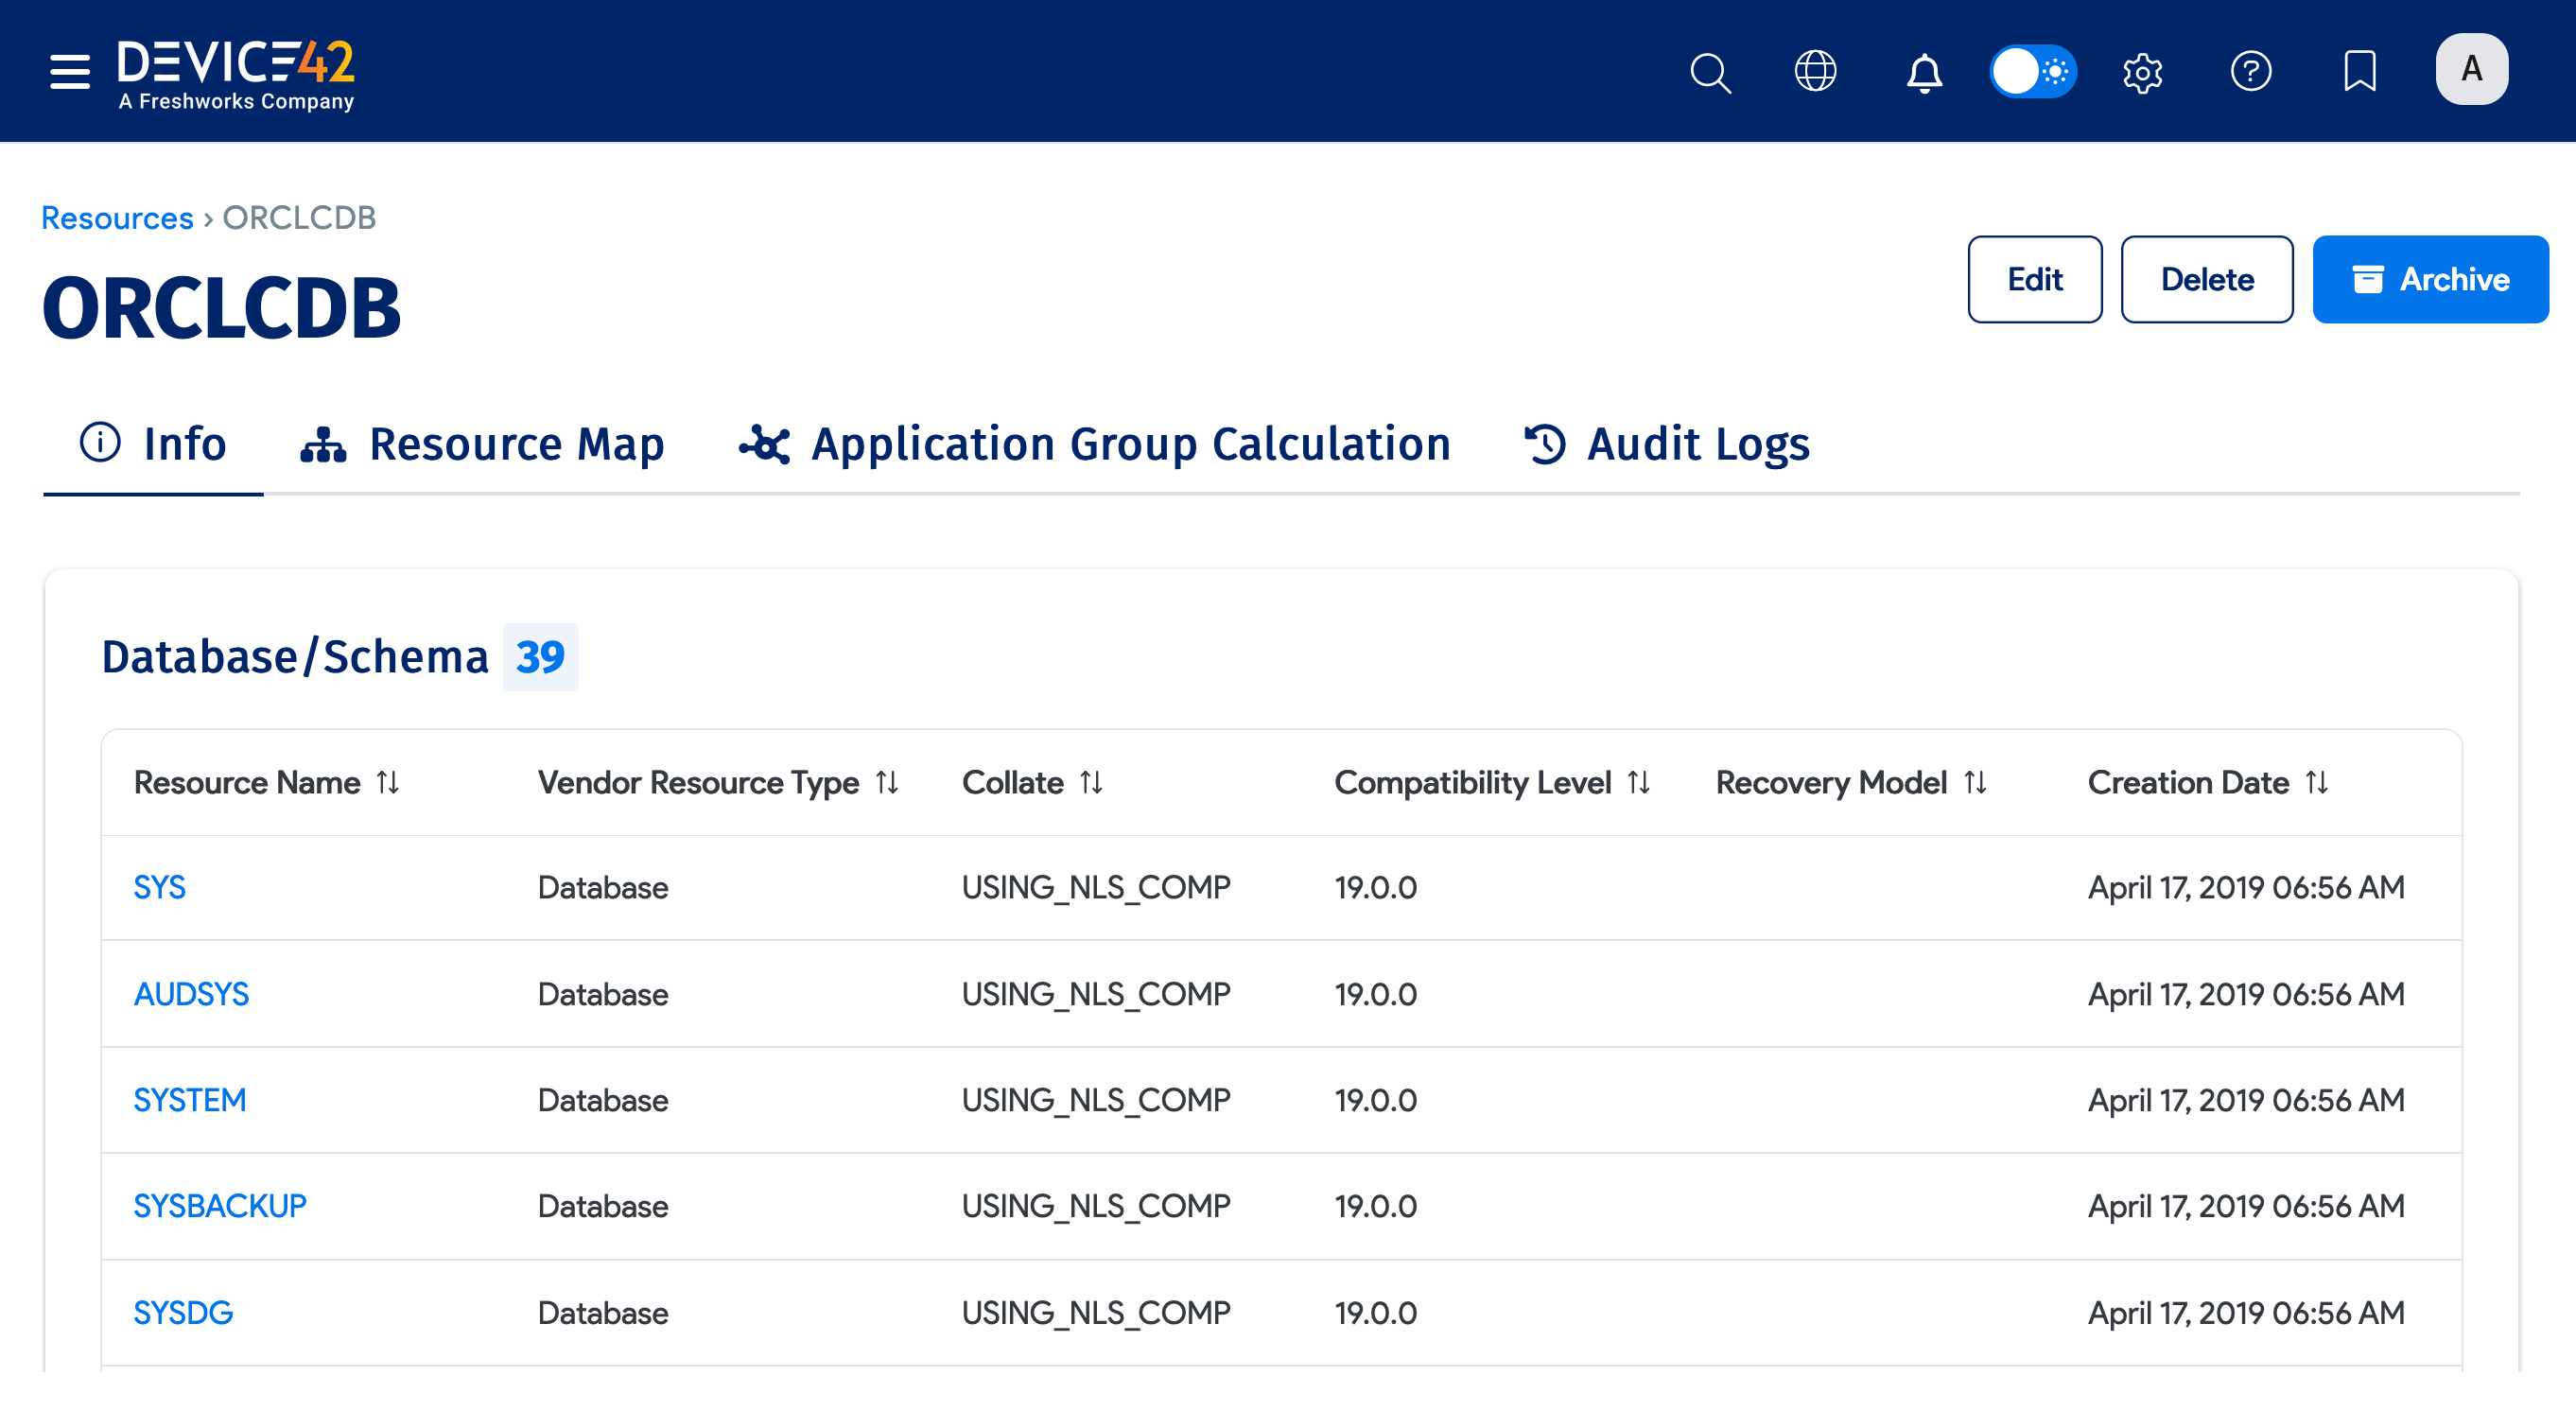 DEVICE42
A Freshworks Company
A
Resources › ORCLCDB
ORCLCDB
Edit Delete Archive
Info Resource Map Application Group Calculation Audit Logs
Database/Schema 39
Resource Name Vendor Resource Type Collate Compatibility Level Recovery Model Creation Date
SYS Database USING_NLS_COMP 19.0.0 April 17, 2019 06:56 AM
AUDSYS Database USING_NLS_COMP 19.0.0 April 17, 2019 06:56 AM
SYSTEM Database USING_NLS_COMP 19.0.0 April 17, 2019 06:56 AM
SYSBACKUP Database USING_NLS_COMP 19.0.0 April 17, 2019 06:56 AM
SYSDG Database USING_NLS_COMP 19.0.0 April 17, 2019 06:56 AM